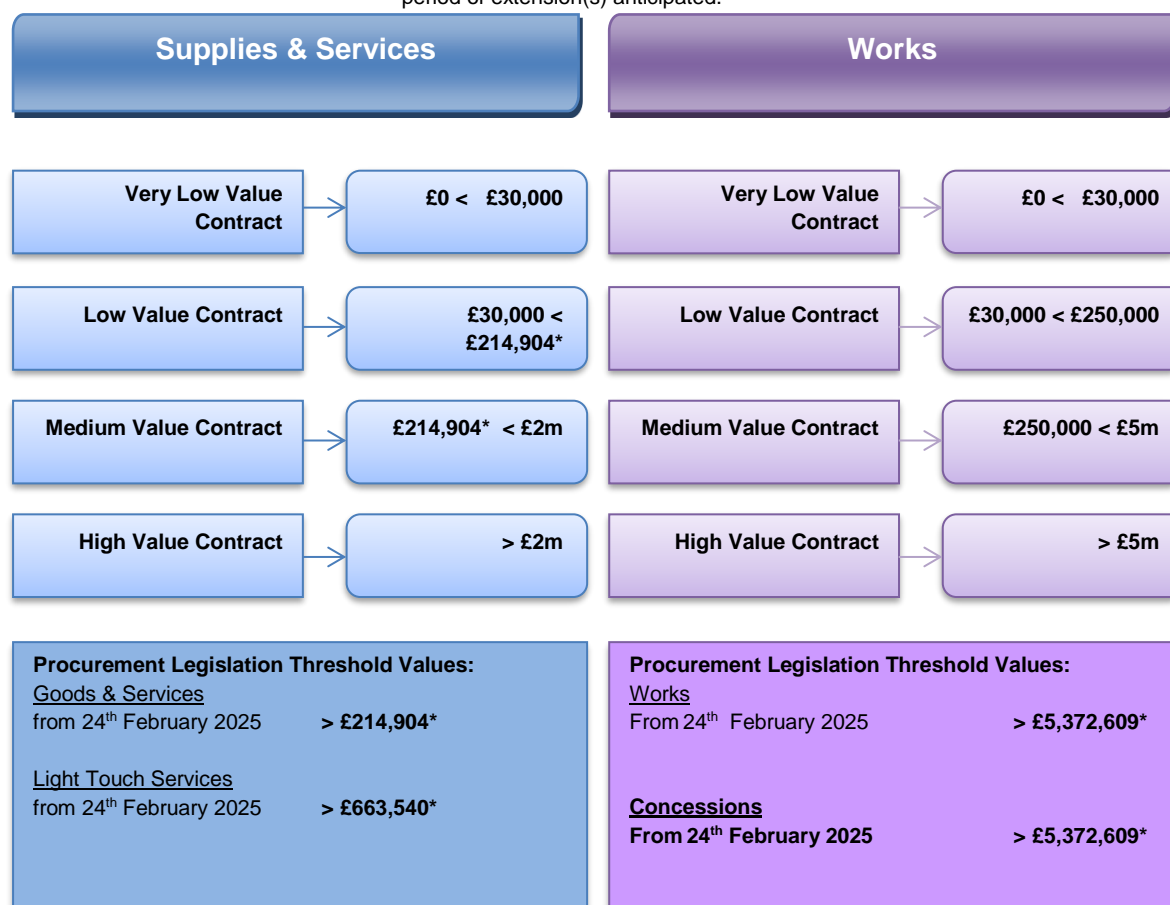 period of extension(s) anticipated.
Supplies & Services
Works
Very Low Value
Contract
£0 < £30,000
Very Low Value
Contract
£0 < £30,000
Low Value Contract
£30,000 <
£214,904*
Low Value Contract
£30,000 < £250,000
Medium Value Contract
£214,904* < £2m
Medium Value Contract
£250,000 < £5m
High Value Contract
> £2m
High Value Contract
> £5m
Procurement Legislation Threshold Values:
Goods & Services
from 24th February 2025 > £214,904*
Light Touch Services
from 24th February 2025 > £663,540*
Procurement Legislation Threshold Values:
Works
From 24th February 2025 > £5,372,609*
Concessions
From 24th February 2025 > £5,372,609*